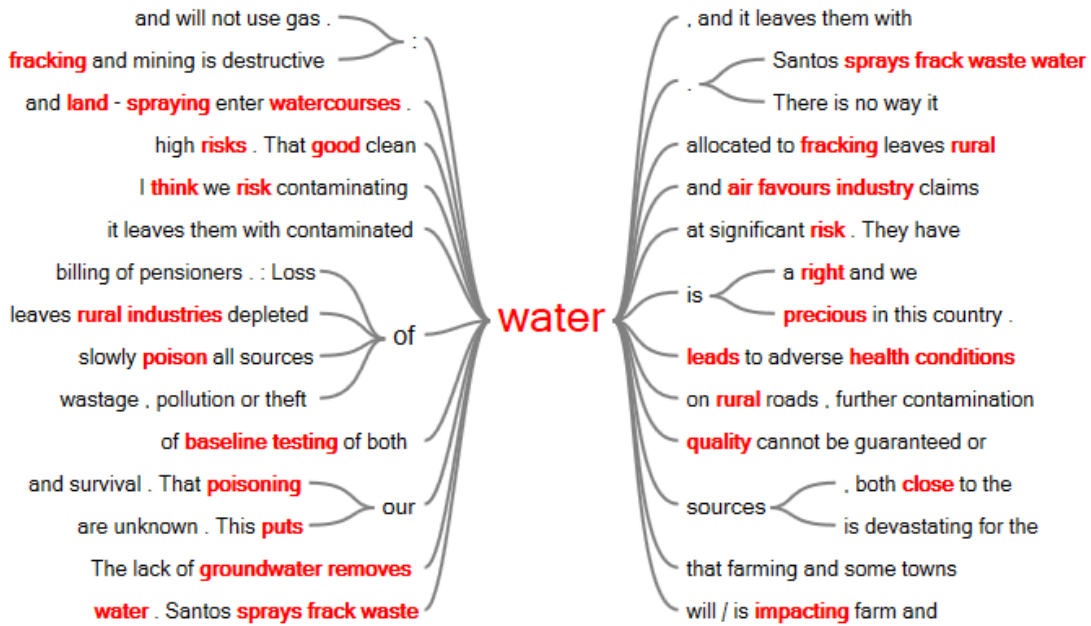 and will not use gas .
fracking and mining is destructive
:
and land - spraying enter watercourses .
high risks . That good clean
I think we risk contaminating
it leaves them with contaminated
billing of pensioners . : Loss
leaves rural industries depleted
slowly poison all sources
wastage , pollution or theft
of
of baseline testing of both
and survival . That poisoning
are unknown . This puts
our
The lack of groundwater removes
water . Santos sprays frack waste
water
, and it leaves them with
.
Santos sprays frack waste water
There is no way it
allocated to fracking leaves rural
and air favours industry claims
at significant risk . They have
is
a right and we
precious in this country .
leads to adverse health conditions
on rural roads , further contamination
quality cannot be guaranteed or
sources
, both close to the
is devastating for the
that farming and some towns
will / is impacting farm and